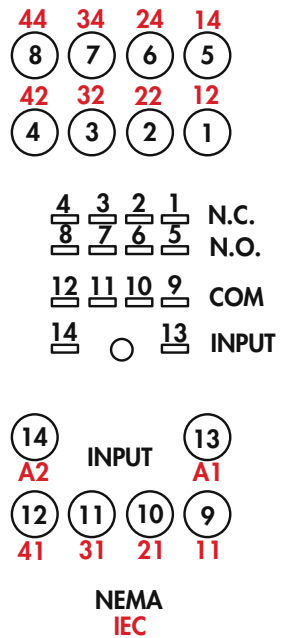 44 34 24 14
8 7 6 5
42 32 22 12
4 3 2 1
4 3 2 1 N.C.
8 7 6 5 N.O.
12 11 10 9 COM
14 13 INPUT
14 INPUT 13
A2 A1
12 11 10 9
41 31 21 11
NEMA
IEC